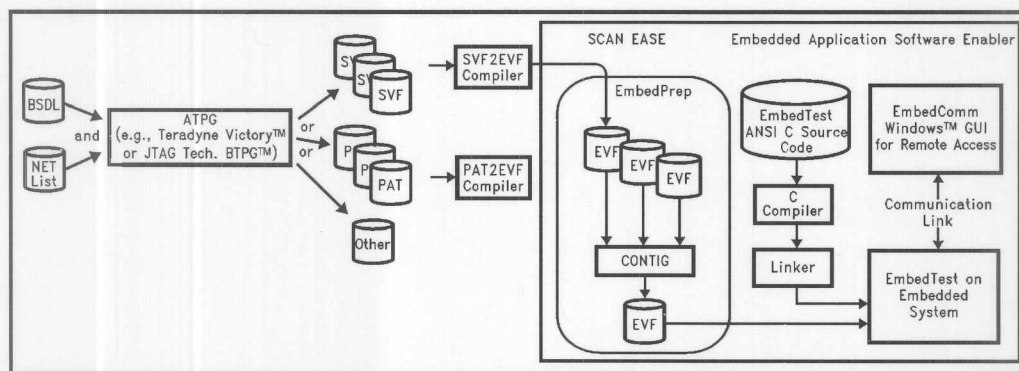 BSDL
and
NET
List
ATPG
(e.g., Teradyne Victory™
or JTAG Tech. BTPG™)
or
or
SVF
PAT
Other
SVF2EVF
Compiler
PAT2EVF
Compiler
SCAN EASE
Embedded Application Software Enabler
EmbedPrep
EVF
EVF
EVF
CONTIG
EVF
EmbedTest
ANSI C Source
Code
C
Compiler
Linker
EmbedComm
Windows™ GUI
for Remote Access
Communication
Link
EmbedTest on
Embedded
System